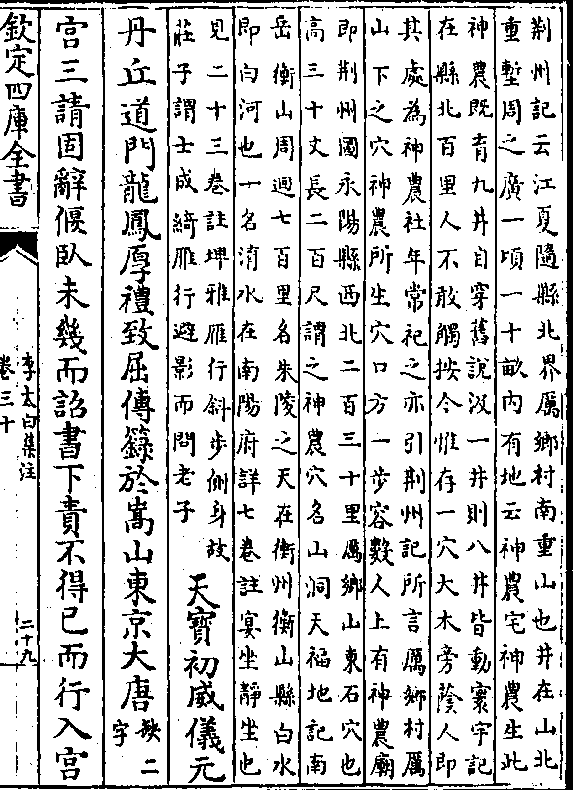 荆州記云江夏隨縣北界厲鄉村南重山也井在山北
重塹周之廣一頃一十畝内有地云神農宅神農生此
神農既育九井自穿舊說汲一井則八井皆動寰宇記
在縣北百里人不敢觸按今惟存一穴大木旁蔭人即
其處為神農社年常祀之亦引荆州記所言厲鄉村厲
山下之穴神農所生穴口方一步容數人上有神農廟
即荆州國永陽縣西北二百三十里厲鄉山東石穴也
高三十丈長二百尺謂之神農穴名山洞天福地記南
岳衡山周迴七百里名朱陵之天在衡州衡山縣白水
即白河也一名淯水在南陽府詳七卷註宴坐靜坐也
見二十三卷註埤雅雁行斜步側身故
莊子謂士成綺雁行避影而問老子
天寳初威儀元
丹丘道門龍鳳厚禮致屈傳籙於嵩山東京大唐缺二字
宫三請固辭偃臥未幾而詔書下責不得已而行入宫
欽定四庫全書
李太白集注
卷三十
二十九